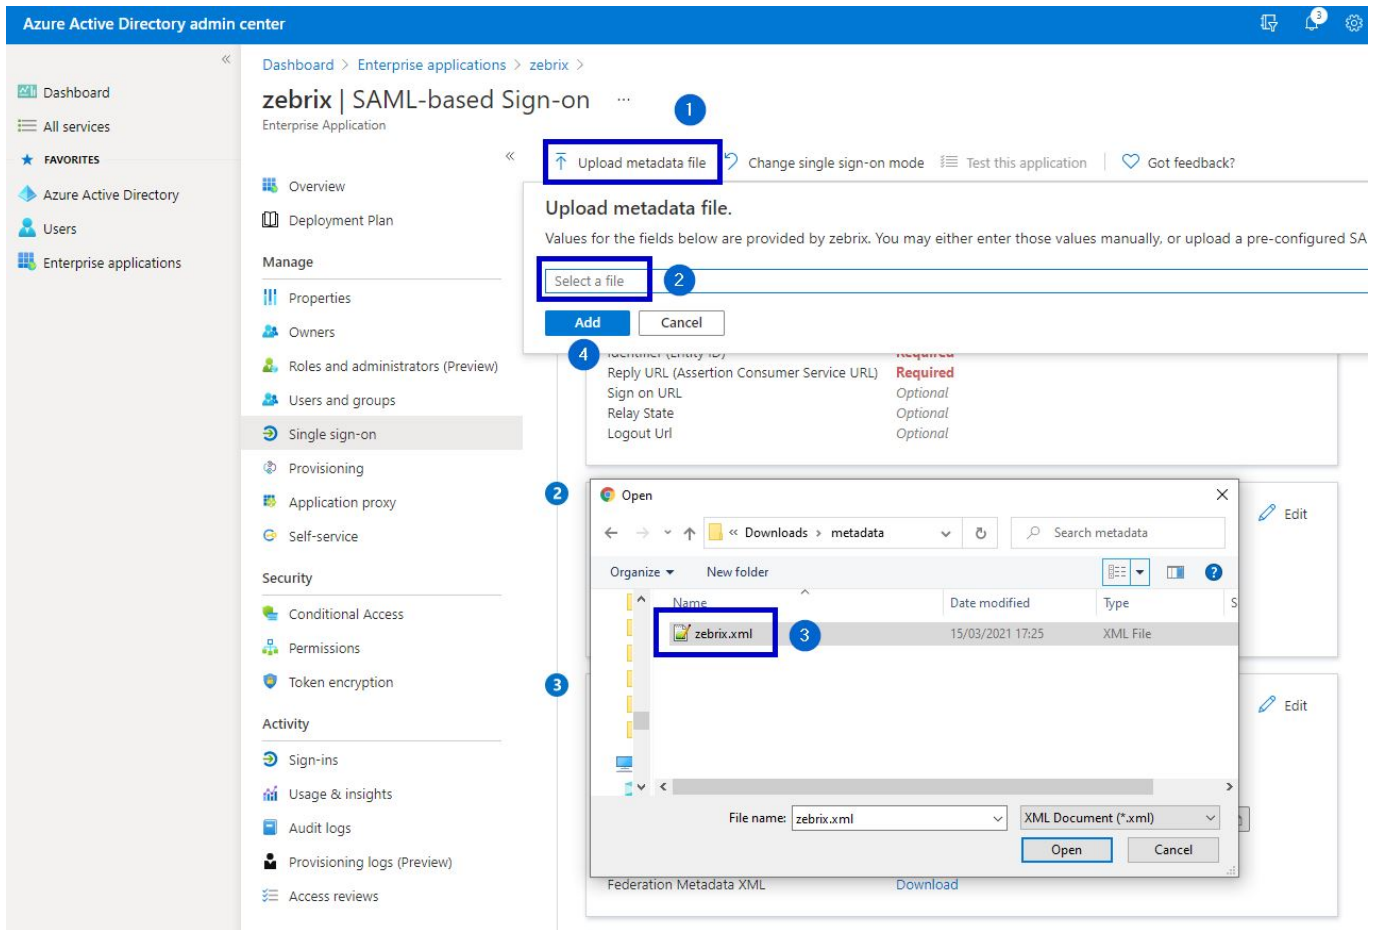 Azure Active Directory admin center
3
Dashboard
All services
FAVORITES
Azure Active Directory
Users
Enterprise applications
Dashboard > Enterprise applications > zebrix >
zebrix | SAML-based Sign-on ...
Enterprise Application
1
Overview
Deployment Plan
Manage
Properties
Owners
Roles and administrators (Preview)
Users and groups
Single sign-on
Provisioning
Application proxy
Self-service
Security
Conditional Access
Permissions
Token encryption
Activity
Sign-ins
Usage & insights
Audit logs
Provisioning logs (Preview)
Access reviews
Upload metadata file Change single sign-on mode Test this application Got feedback?
Upload metadata file.
Values for the fields below are provided by zebrix. You may either enter those values manually, or upload a pre-configured SA
Select a file 2
Add Cancel
4
Identifier (Entity ID) Required
Reply URL (Assertion Consumer Service URL) Required
Sign on URL Optional
Relay State Optional
Logout Url Optional
2
Edit
Open
« Downloads > metadata Search metadata
Organize New folder
Name Date modified Type S
zebrix.xml 3 15/03/2021 17:25 XML File
3
Edit
File name: zebrix.xml XML Document (*.xml)
Open Cancel
Federation Metadata XML Download